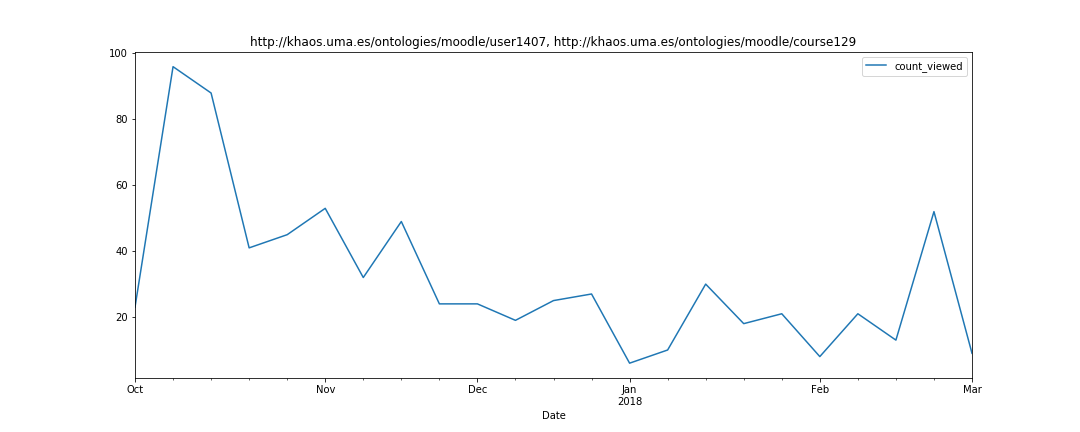 http://khaos.uma.es/ontologies/moodle/user1407, http://khaos.uma.es/ontologies/moodle/course129
count_viewed
100
80
60
40
20
Oct Nov Dec Jan Feb Mar
2018
Date